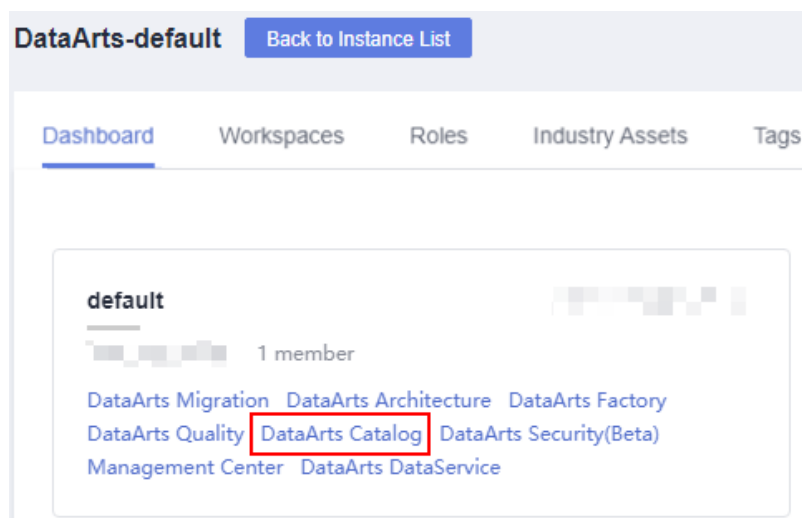 DataArts-default Back to Instance List
Dashboard Workspaces Roles Industry Assets Tags
default
1 member
DataArts Migration DataArts Architecture DataArts Factory
DataArts Quality DataArts Catalog DataArts Security(Beta)
Management Center DataArts DataService